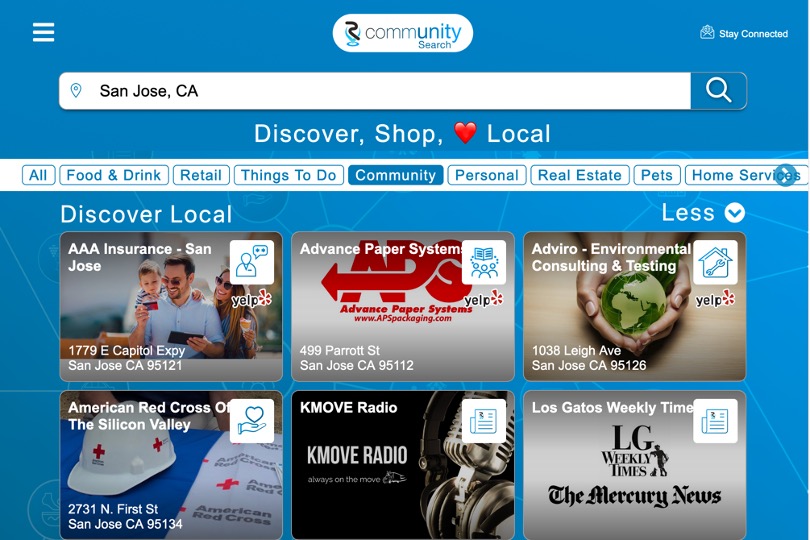 community
Search
Stay Connected
San Jose, CA
Discover, Shop, ❤️ Local
All
Food & Drink
Retail
Things To Do
Community
Personal
Real Estate
Pets
Home Services
Discover Local
Less
AAA Insurance - San
Jose
yelp
1779 E Capitol Expy
San Jose CA 95121
Advance Paper Systems
APS
Advance Paper Systems
www.APSpackaging.com
yelp
499 Parrott St
San Jose CA 95112
Adviro - Environmental
Consulting & Testing
yelp
1038 Leigh Ave
San Jose CA 95126
American Red Cross Of
The Silicon Valley
American
Red Cross
American
Red Cross
2731 N. First St
San Jose CA 95134
KMOVE Radio
KMOVE RADIO
always on the move
Los Gatos Weekly Time
LG
WEEKLY
TIMES
The Mercury News